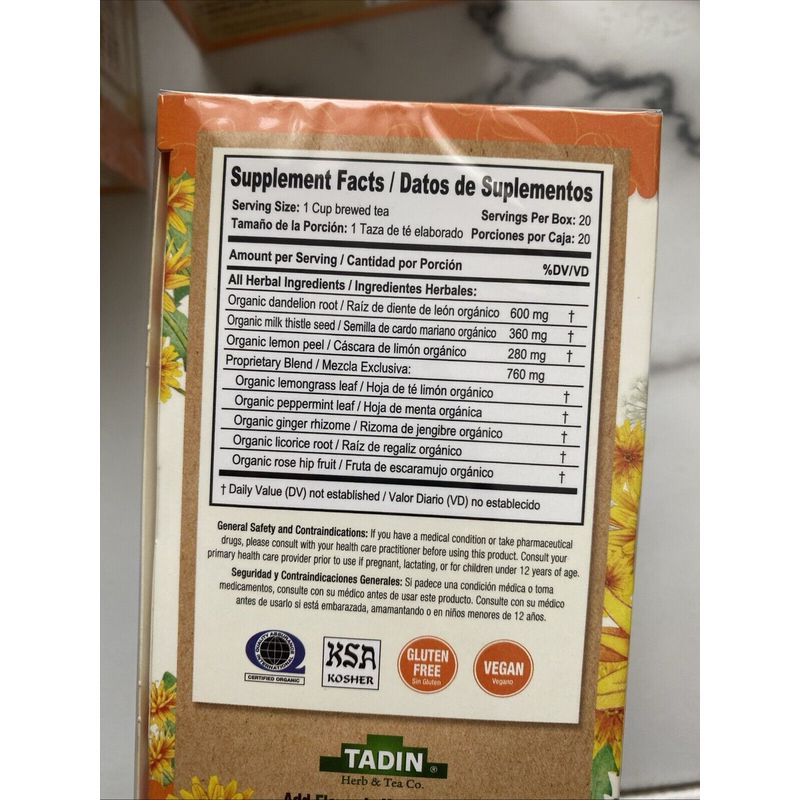 Supplement Facts / Datos de Suplementos
Serving Size: 1 Cup brewed tea Servings Per Box: 20
Tamaño de la Porción: 1 Taza de té elaborado Porciones por Caja: 20
Amount per Serving / Cantidad por Porción %DV/VD
All Herbal Ingredients / Ingredientes Herbales:
Organic dandelion root / Raíz de diente de león orgánico 600 mg †
Organic milk thistle seed / Semilla de cardo mariano orgánico 360 mg †
Organic lemon peel / Cáscara de limón orgánico 280 mg †
Proprietary Blend / Mezcla Exclusiva: 760 mg
Organic lemongrass leaf / Hoja de té limón orgánico †
Organic peppermint leaf / Hoja de menta orgánica †
Organic ginger rhizome / Rizoma de jengibre orgánico †
Organic licorice root / Raíz de regaliz orgánico †
Organic rose hip fruit / Fruta de escaramujo orgánico †
† Daily Value (DV) not established / Valor Diario (VD) no establecido
General Safety and Contraindications: If you have a medical condition or take pharmaceutical
drugs, please consult with your health care practitioner before using this product. Consult your
primary health care provider prior to use if pregnant, lactating, or for children under 12 years of age.
Seguridad y Contraindicaciones Generales: Si padece una condición médica o toma
medicamentos, consulte con su médico antes de usar este producto. Consulte con su médico
antes de usarlo si está embarazada, amamantando o en niños menores de 12 años.
QUALITY ASSURANCE
INTERNATIONAL
CERTIFIED ORGANIC
KSA
KOSHER
GLUTEN
FREE
Sin Gluten
VEGAN
Vegano
TADIN
Herb & Tea Co.